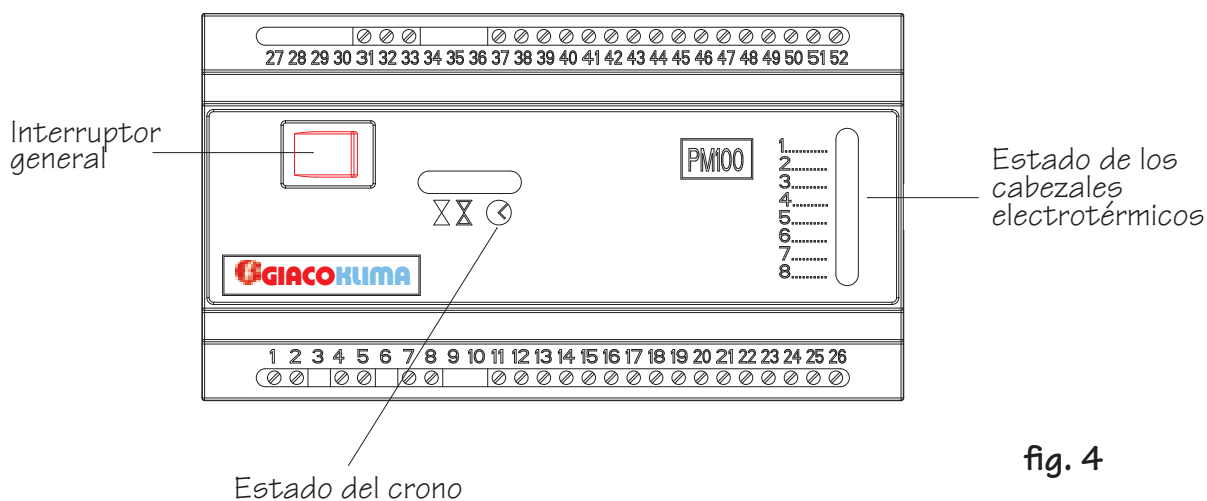 27 28 29 30 31 32 33 34 35 36 37 38 39 40 41 42 43 44 45 46 47 48 49 50 51 52
Interruptor
general
PM100
1...........
2..........
3.........
4.........
5.........
6.........
7.........
8.........
Estado de los
cabezales
electrotérmicos
GIACOKLIMA
1 2 3 4 5 6 7 8 9 10 11 12 13 14 15 16 17 18 19 20 21 22 23 24 25 26
Estado del crono
fig. 4